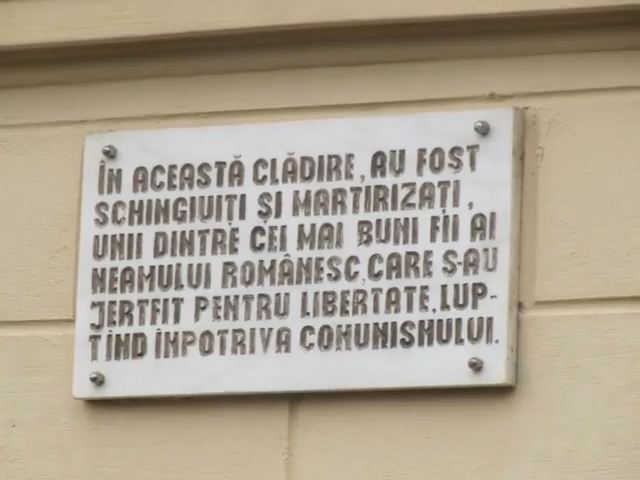 ÎN ACEASTĂ CLĂDIRE, AU FOST
SCHINGIUIȚI ȘI MARTIRIZAȚI,
UNII DINTRE CEI MAI BUNI FII AI
NEAMULUI ROMÂNESC, CARE S-AU
JERTFIT PENTRU LIBERTATE, LUP-
TÎND ÎMPOTRIVA COMUNISMULUI.